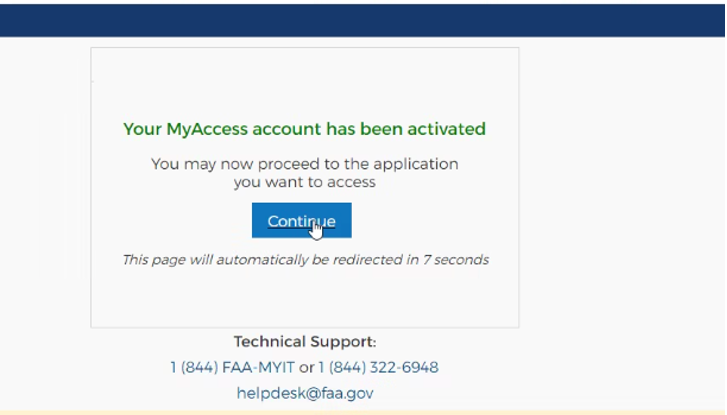 Your MyAccess account has been activated
You may now proceed to the application
you want to access
Continue
This page will automatically be redirected in 7 seconds
Technical Support:
1 (844) FAA-MYIT or 1 (844) 322-6948
helpdesk@faa.gov